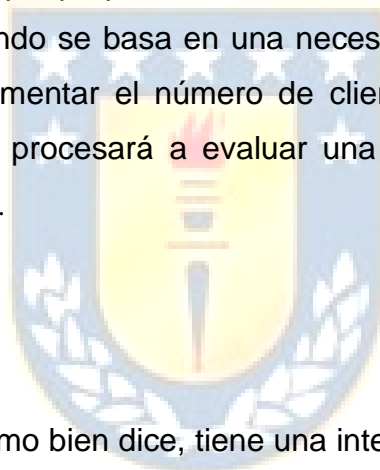 ndo se basa en una neces
mentar el número de clien
procesará a evaluar una
.
mo bien dice, tiene una inte